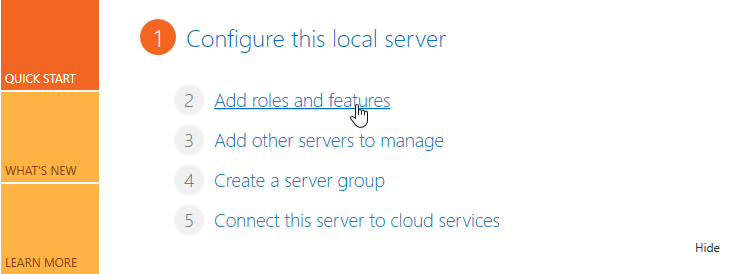 QUICK START
WHAT'S NEW
LEARN MORE
1 Configure this local server
2 Add roles and features
3 Add other servers to manage
4 Create a server group
5 Connect this server to cloud services
Hide